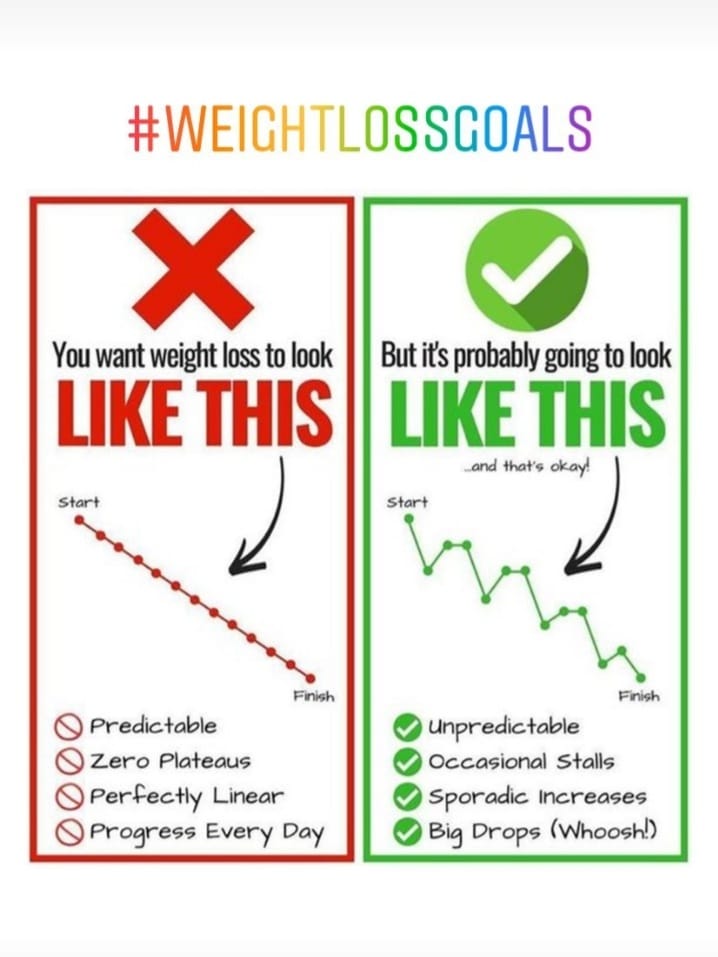 #WEIGHTLOSSGOALS
You want weight loss to look
LIKE THIS
Start
Finish
Predictable
Zero Plateaus
Perfectly Linear
Progress Every Day
But it's probably going to look
LIKE THIS
...and that's okay!
Start
Finish
Unpredictable
Occasional Stalls
Sporadic Increases
Big Drops (Whoosh!)